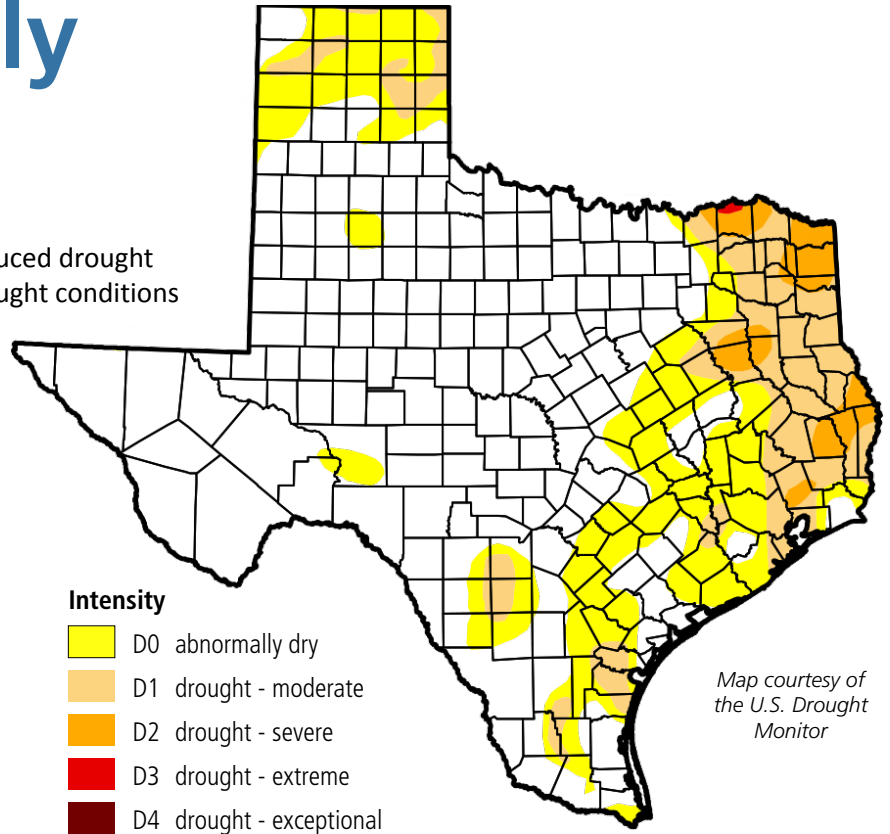 ly
uced drought
ught conditions
Intensity
D0 abnormally dry
D1 drought - moderate
D2 drought - severe
D3 drought - extreme
D4 drought - exceptional
Map courtesy of
the U.S. Drought
Monitor